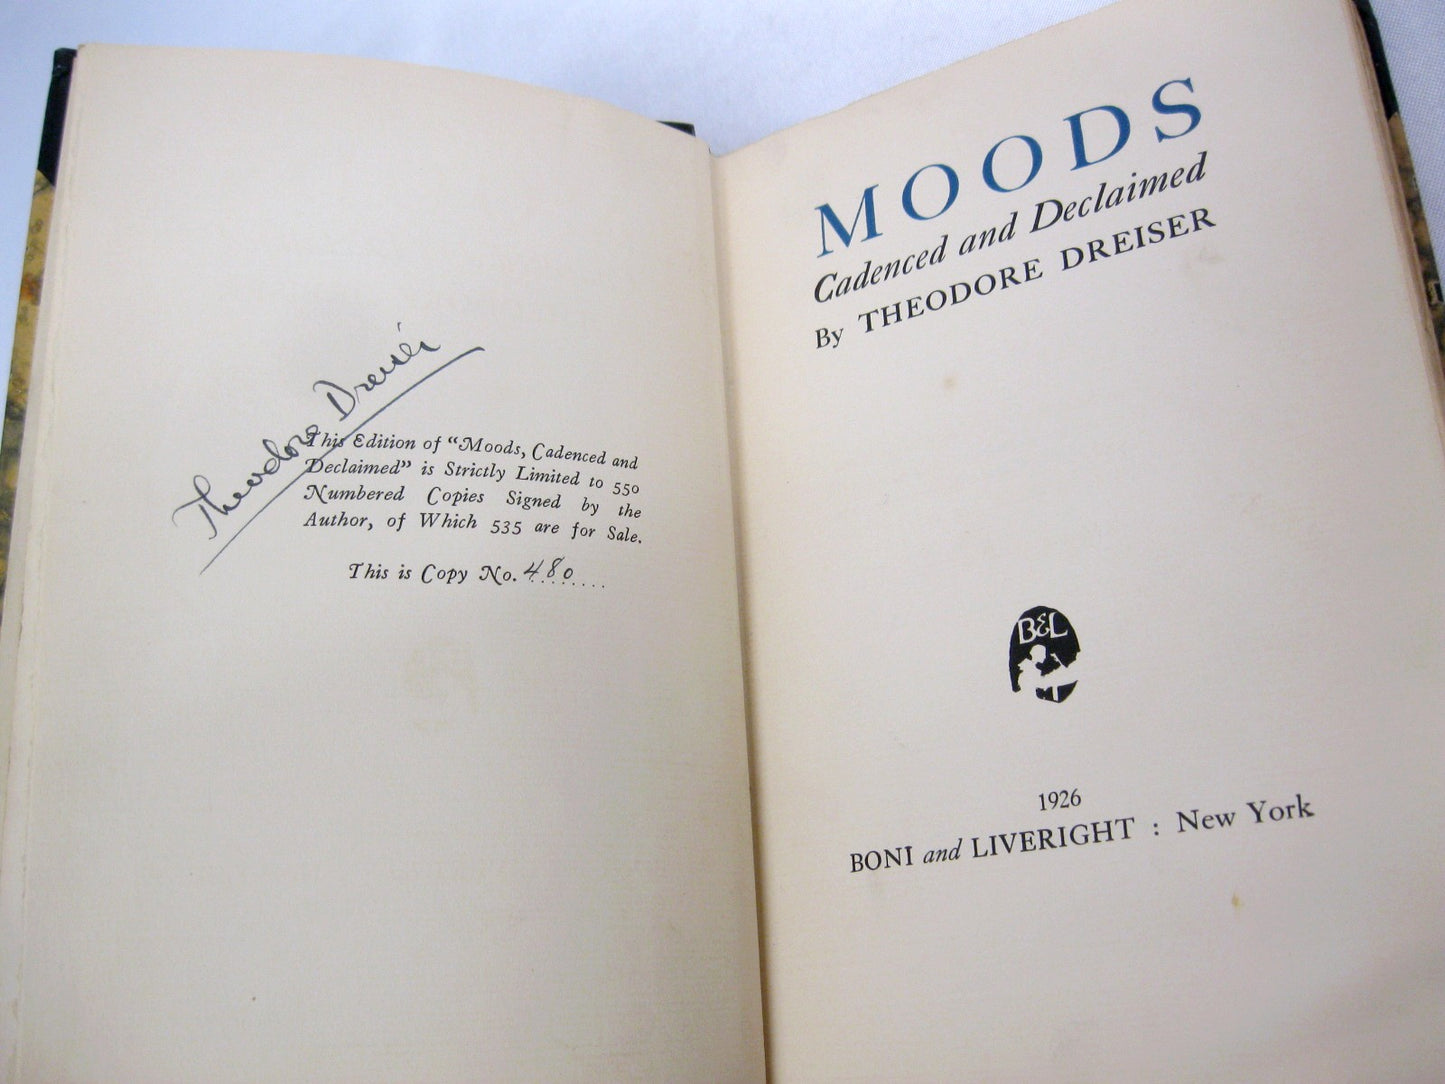 Theodore Dreiser
This Edition of “Moods, Cadenced and
Declaimed” is Strictly Limited to 550
Numbered Copies Signed by the
Author, of Which 535 are for Sale.
This is Copy No. 480
MOODS
Cadenced and Declaimed
By THEODORE DREISER
B&L
1926
BONI and LIVERIGHT : New York